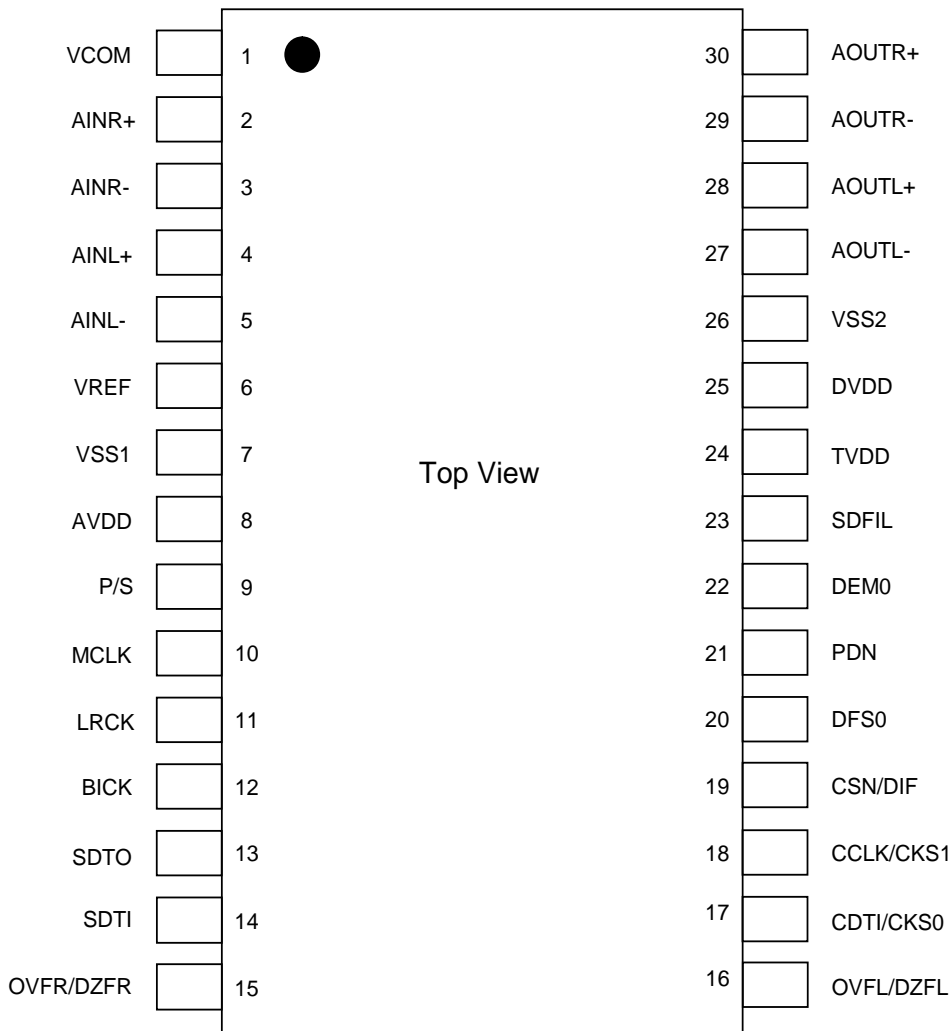 VCOM 1 30 AOUTR+
AINR+ 2 29 AOUTR-
AINR- 3 28 AOUTL+
AINL+ 4 27 AOUTL-
AINL- 5 26 VSS2
VREF 6 25 DVDD
VSS1 7 24 TVDD
Top View
AVDD 8 23 SDFIL
P/S 9 22 DEM0
MCLK 10 21 PDN
LRCK 11 20 DFS0
BICK 12 19 CSN/DIF
SDTO 13 18 CCLK/CKS1
SDTI 14 17 CDTI/CKS0
OVFR/DZFR 15 16 OVFL/DZFL